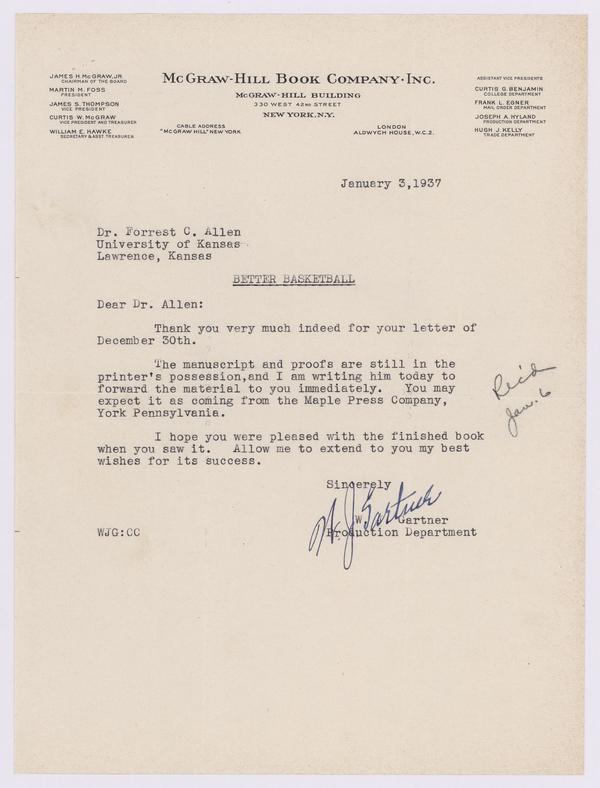 JAMES H. McGRAW, JR.
CHAIRMAN OF THE BOARD
MARTIN M. FOSS
PRESIDENT
JAMES S. THOMPSON
VICE PRESIDENT
CURTIS W. McGRAW
VICE PRESIDENT AND TREASURER
WILLIAM E. HAWKE
SECRETARY & ASST. TREASURER
McGRAW-HILL BOOK COMPANY · INC.
McGRAW-HILL BUILDING
330 WEST 42ND STREET
NEW YORK, N.Y.
CABLE ADDRESS
"McGRAW HILL" NEW YORK
LONDON
ALDWYCH HOUSE, W.C.2.
ASSISTANT VICE PRESIDENTS
CURTIS G. BENJAMIN
COLLEGE DEPARTMENT
FRANK L. EGNER
MAIL ORDER DEPARTMENT
JOSEPH A. HYLAND
PRODUCTION DEPARTMENT
HUGH J. KELLY
TRADE DEPARTMENT
January 3,1937
Dr. Forrest C. Allen
University of Kansas
Lawrence, Kansas
BETTER BASKETBALL
Dear Dr. Allen:
Thank you very much indeed for your letter of
December 30th.
The manuscript and proofs are still in the
printer's possession,and I am writing him today to
forward the material to you immediately. You may
expect it as coming from the Maple Press Company,
York Pennsylvania.
Rec'd
Jan. 6
I hope you were pleased with the finished book
when you saw it. Allow me to extend to you my best
wishes for its success.
Sincerely
W. J. Gartner
W Gartner
WJG:CC Production Department